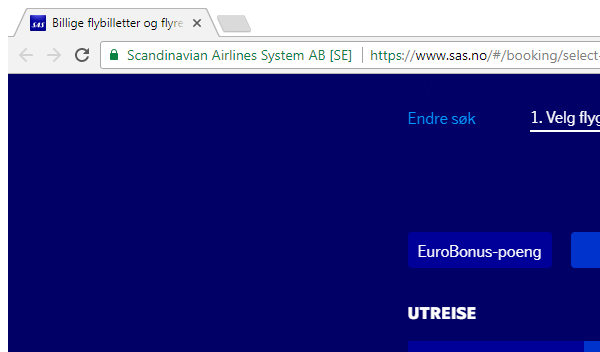 SAS Billige flybilletter og flyre
Scandinavian Airlines System AB [SE] https://www.sas.no/#/booking/select-
Endre søk 1. Velg flyg
EuroBonus-poeng
UTREISE